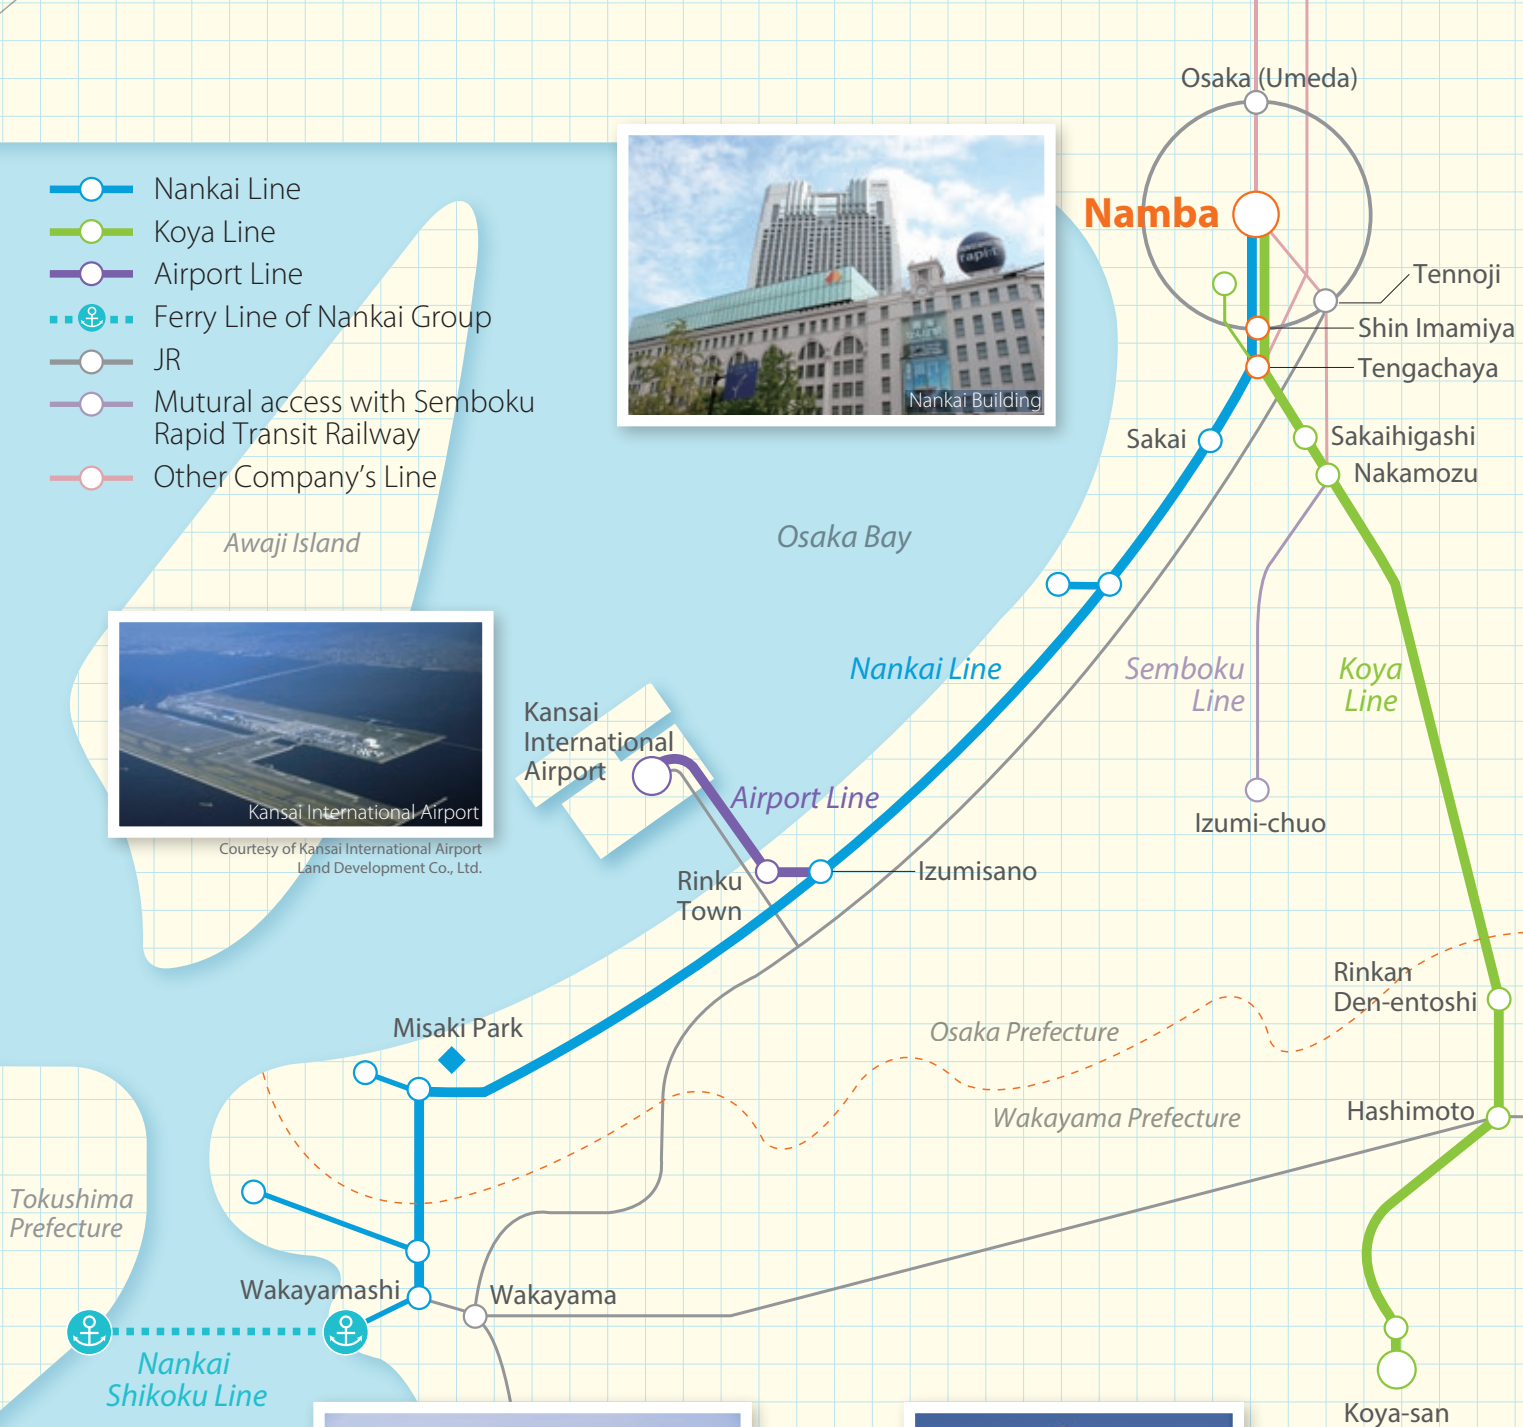 Osaka (Umeda)
Nankai Line
Koya Line
Airport Line
Ferry Line of Nankai Group
JR
Mutural access with Semboku
Rapid Transit Railway
Other Company's Line
Namba
rapi:t
Nankai Building
Tennoji
Shin Imamiya
Tengachaya
Sakai
Sakaihigashi
Nakamozu
Awaji Island
Osaka Bay
Nankai Line
Semboku
Line
Koya
Line
Kansai
International
Airport
Airport Line
Kansai International Airport
Courtesy of Kansai International Airport
Land Development Co., Ltd.
Izumi-chuo
Rinku
Town
Izumisano
Rinkan
Den-entoshi
Misaki Park
Osaka Prefecture
Wakayama Prefecture
Hashimoto
Tokushima
Prefecture
Wakayamashi
Wakayama
Nankai
Shikoku Line
Koya-san